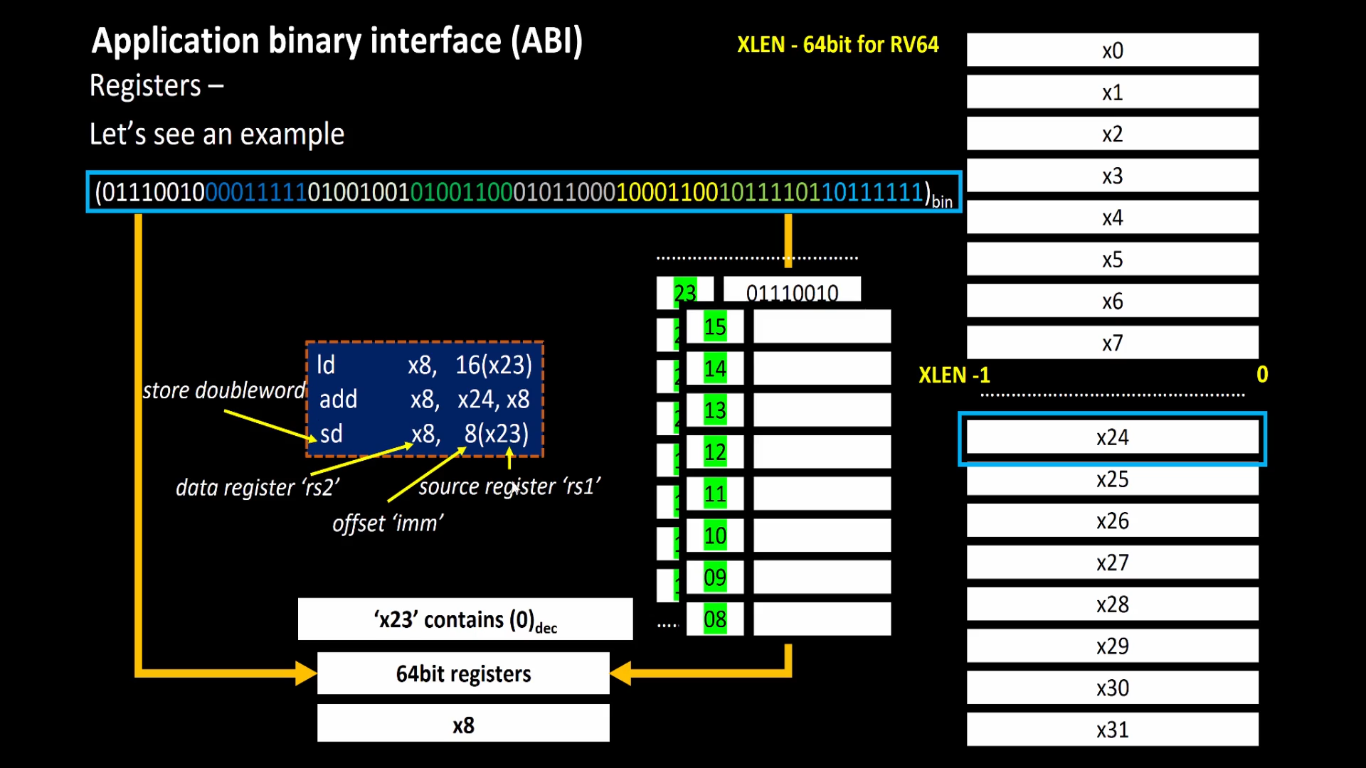 Application binary interface (ABI)
XLEN - 64bit for RV64
Registers –
Let's see an example
(0111001000011111010010010100110001011000100011001011110110111111)bin
x0
x1
x2
x3
x4
x5
x6
x7
XLEN -1 0
x24
x25
x26
x27
x28
x29
x30
x31
23 01110010
15
14
13
12
11
10
09
08
ld x8, 16(x23)
add x8, x24, x8
sd x8, 8(x23)
store doubleword
data register 'rs2'
source register 'rs1'
offset 'imm'
'x23' contains (0)dec
64bit registers
x8